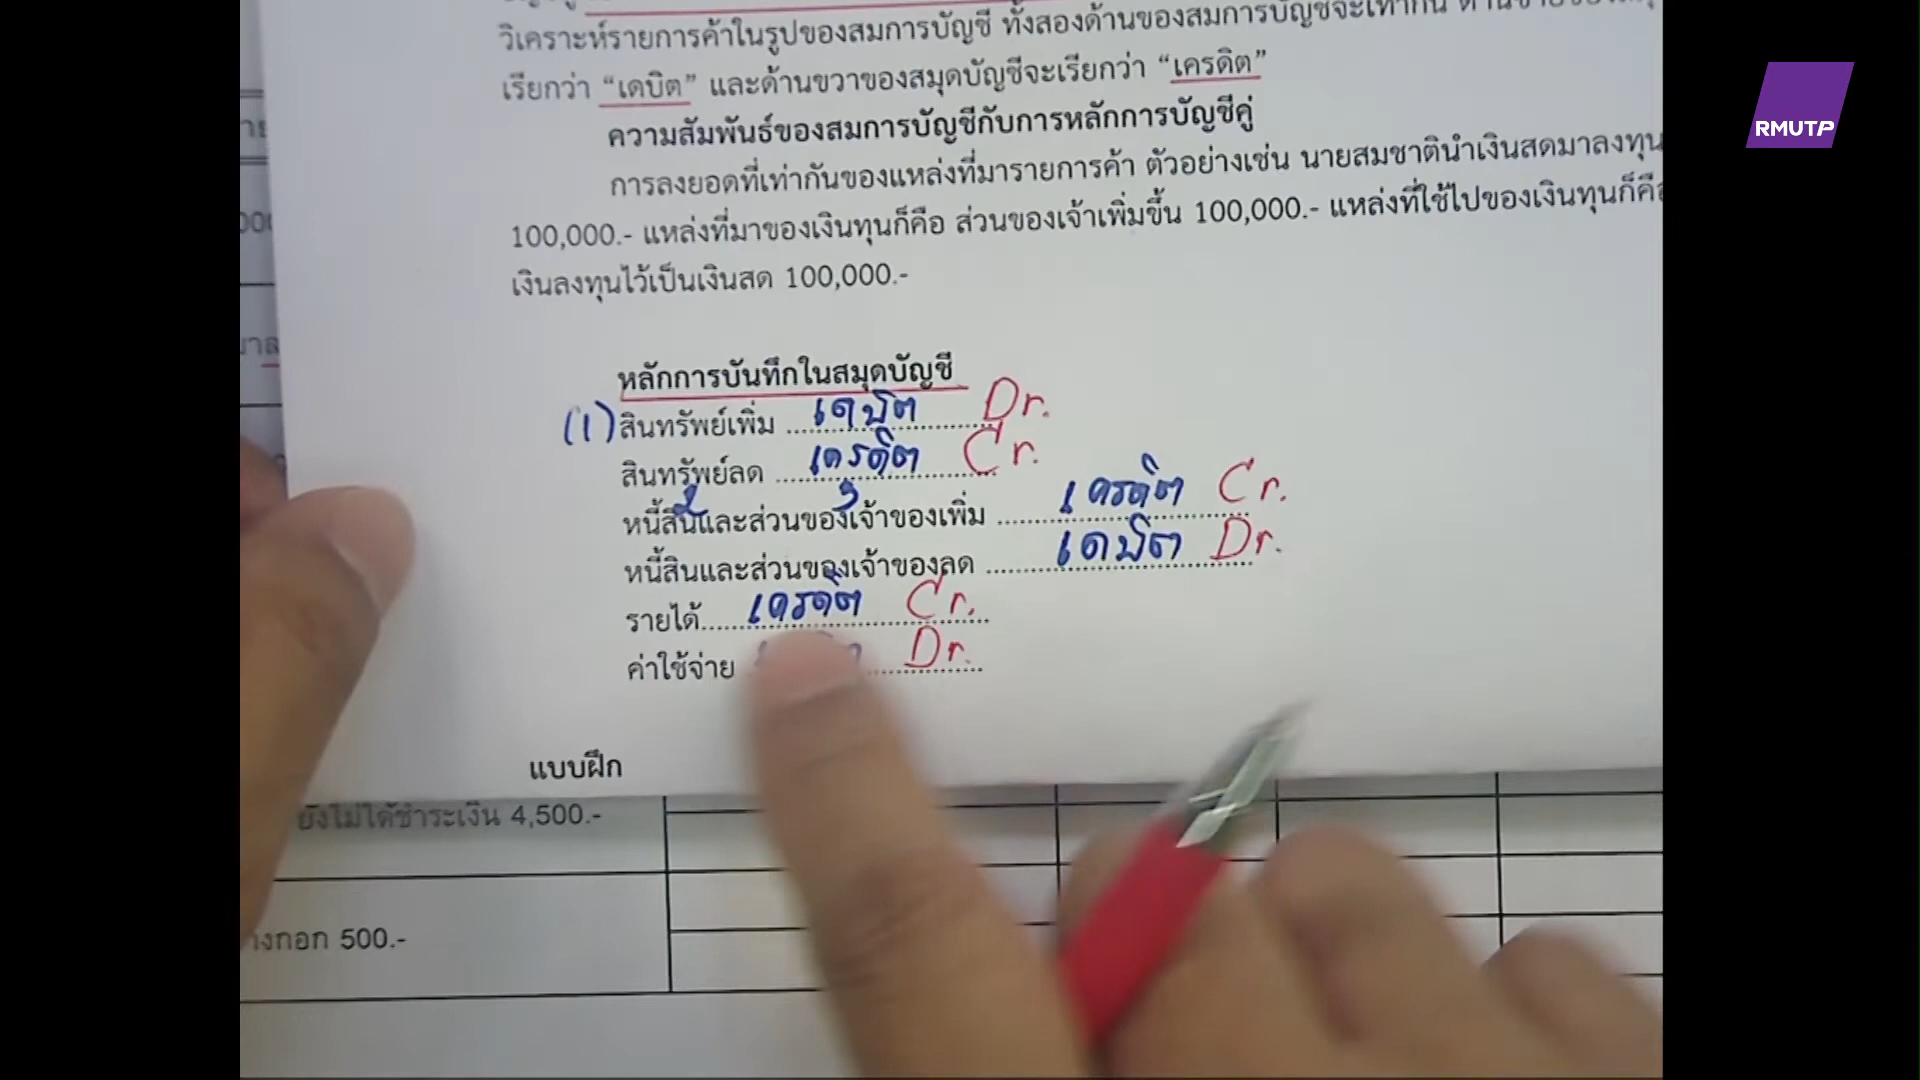 วิเคราะห์รายการค้าในรูปของสมการบัญชี ทั้งสองด้านของสมการบัญชีจะเท่ากัน
เรียกว่า “เดบิต” และด้านขวาของสมุดบัญชีจะเรียกว่า “เครดิต”
RMUTP
ความสัมพันธ์ของสมการบัญชีกับการหลักการบัญชีคู่
การลงยอดที่เท่ากันของแหล่งที่มารายการค้า ตัวอย่างเช่น นายสมชาตินำเงินสดมาลงทุน
100,000.- แหล่งที่มาของเงินทุนก็คือ ส่วนของเจ้าเพิ่มขึ้น 100,000.- แหล่งที่ใช้ไปของเงินทุนก็คือ
เงินลงทุนไว้เป็นเงินสด 100,000.-
หลักการบันทึกในสมุดบัญชี
(1) สินทรัพย์เพิ่ม เดบิต Dr.
สินทรัพย์ลด เครดิต Cr.
หนี้สินและส่วนของเจ้าของเพิ่ม เครดิต Cr.
หนี้สินและส่วนของเจ้าของลด เดบิต Dr.
รายได้ เครดิต Cr.
ค่าใช้จ่าย Dr.
แบบฝึก
ยังไม่ได้ชำระเงิน 4,500.-
500.-